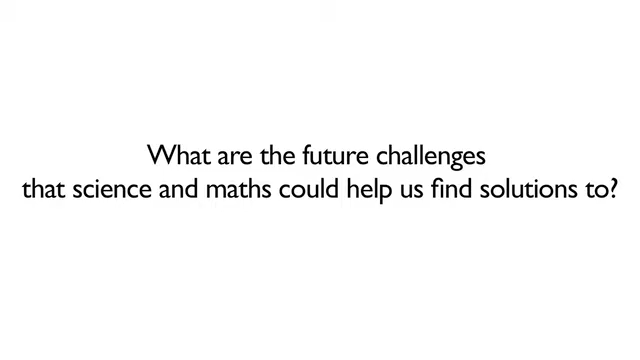 What are the future challenges
that science and maths could help us find solutions to?